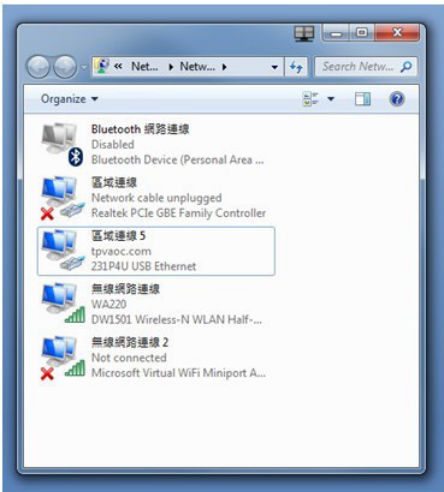 « Net... ▸ Netw... ▸
Search Netw...
Organize
Bluetooth 網路連線
Disabled
Bluetooth Device (Personal Area ...
區域連線
Network cable unplugged
Realtek PCIe GBE Family Controller
區域連線 5
tpvaoc.com
231P4U USB Ethernet
無線網路連線
WA220
DW1501 Wireless-N WLAN Half-...
無線網路連線 2
Not connected
Microsoft Virtual WiFi Miniport A...